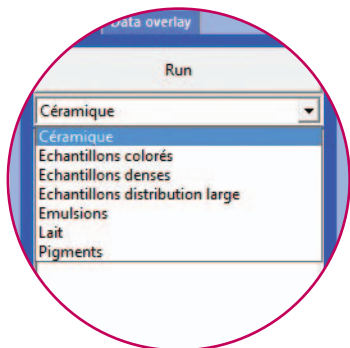 Data overlay
Run
Céramique
Céramique
Echantillons colorés
Echantillons denses
Echantillons distribution large
Emulsions
Lait
Pigments